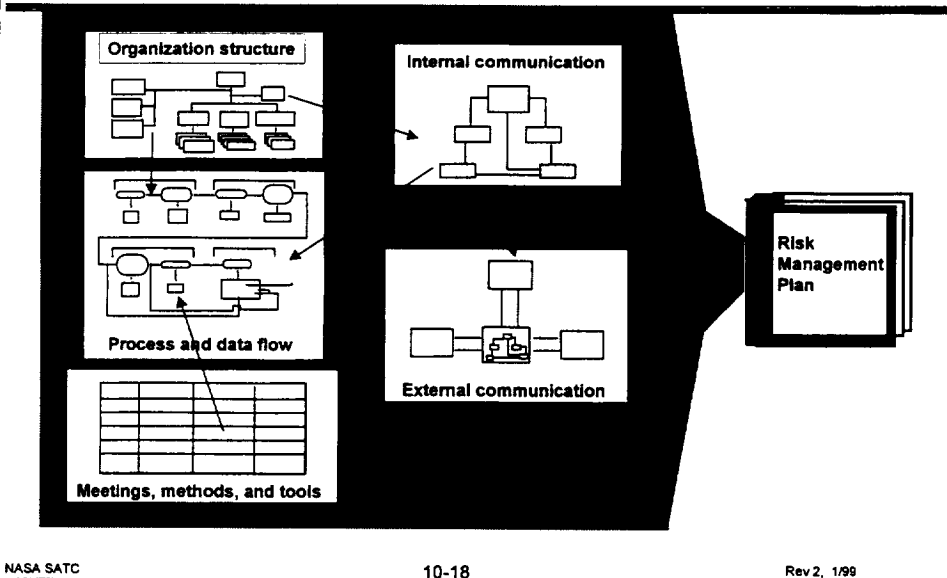 Organization structure
Internal communication
Process and data flow
External communication
Meetings, methods, and tools
Risk
Management
Plan
NASA SATC
10-18
Rev 2, 1/99